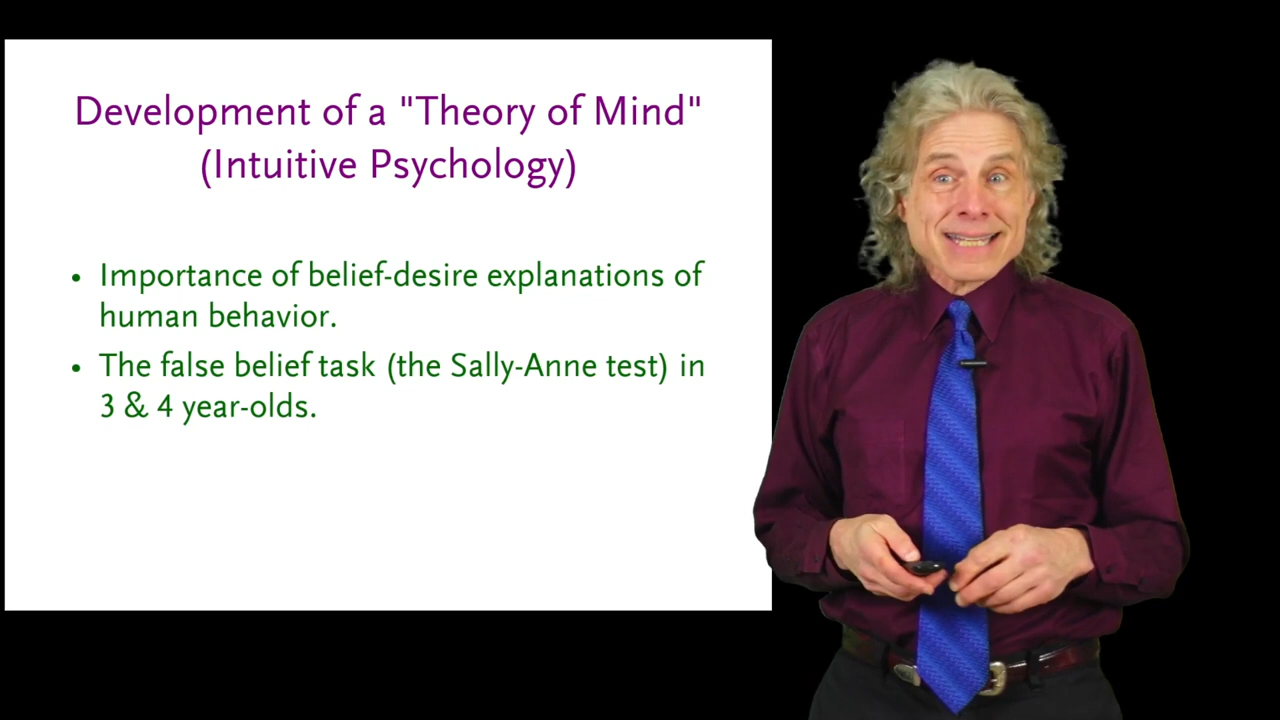 Development of a "Theory of Mind"
(Intuitive Psychology)
• Importance of belief-desire explanations of
human behavior.
• The false belief task (the Sally-Anne test) in
3 & 4 year-olds.